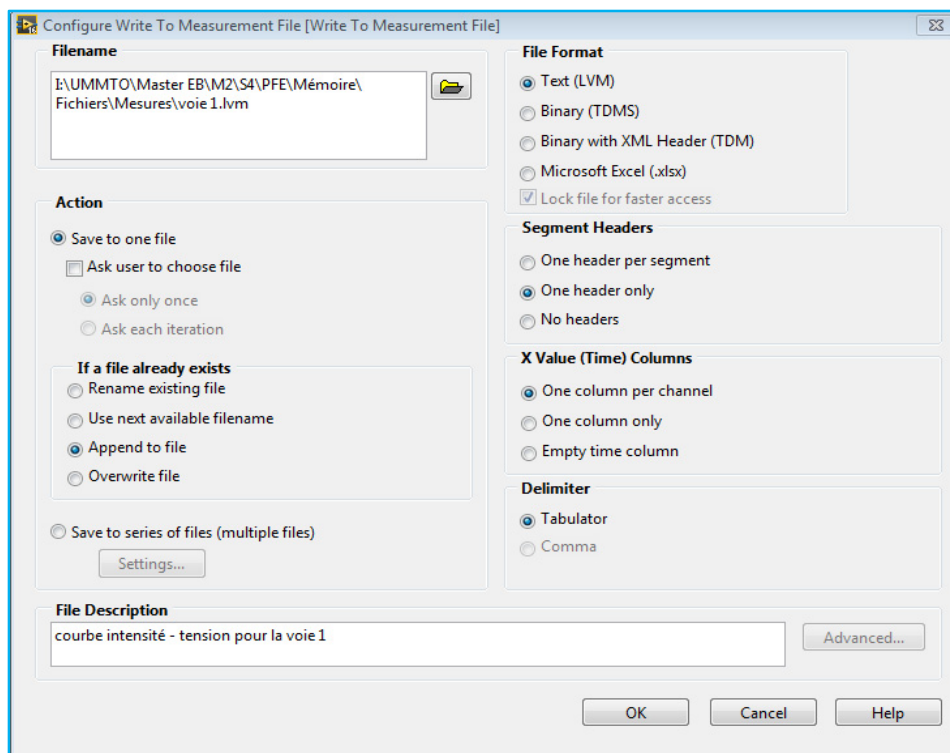 Configure Write To Measurement File [Write To Measurement File]
Filename
I:\UMMTO\Master EB\M2\S4\PFE\Mémoire\
Fichiers\Mesures\voie 1.lvm
Action
Save to one file
Ask user to choose file
Ask only once
Ask each iteration
If a file already exists
Rename existing file
Use next available filename
Append to file
Overwrite file
Save to series of files (multiple files)
Settings...
File Format
Text (LVM)
Binary (TDMS)
Binary with XML Header (TDM)
Microsoft Excel (.xlsx)
Lock file for faster access
Segment Headers
One header per segment
One header only
No headers
X Value (Time) Columns
One column per channel
One column only
Empty time column
Delimiter
Tabulator
Comma
File Description
courbe intensité - tension pour la voie 1
Advanced...
OK
Cancel
Help